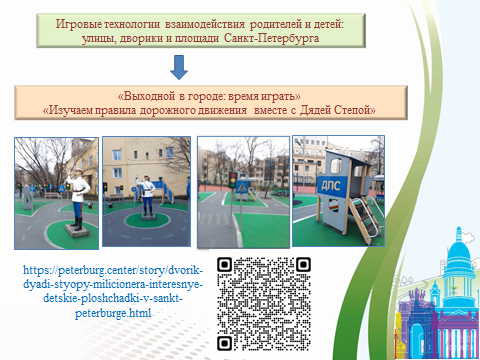 Игровые технологии взаимодействия родителей и детей:
улицы, дворики и площади Санкт-Петербурга
«Выходной в городе: время играть»
«Изучаем правила дорожного движения вместе с Дядей Степой»
ДПС
https://peterburg.center/story/dvorik-
dyadi-styopy-milicionera-interesnye-
detskie-ploshchadki-v-sankt-
peterburge.html